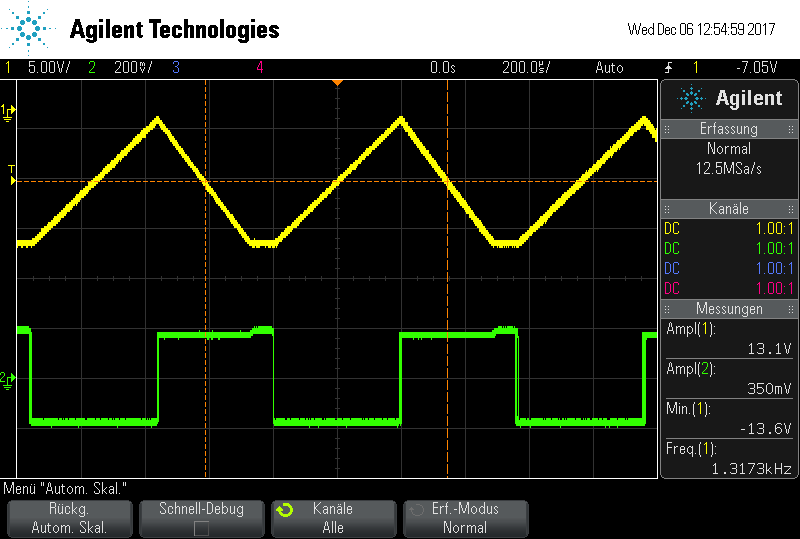 Agilent Technologies
Wed Dec 06 12:54:59 2017
1 5.00V/ 2 200mV/ 3 4 0.0s 200.0us/ Auto 1 -7.05V
Agilent
Erfassung
Normal
12.5MSa/s
Kanäle
DC 1.00:1
DC 1.00:1
DC 1.00:1
DC 1.00:1
Messungen
Ampl(1):
13.1V
Ampl(2):
350mV
Min.(1):
-13.6V
Freq.(1):
1.3173kHz
1
T
2
Menü "Autom. Skal."
Rückg.
Autom. Skal.
Schnell-Debug
Kanäle
Alle
Erf.-Modus
Normal